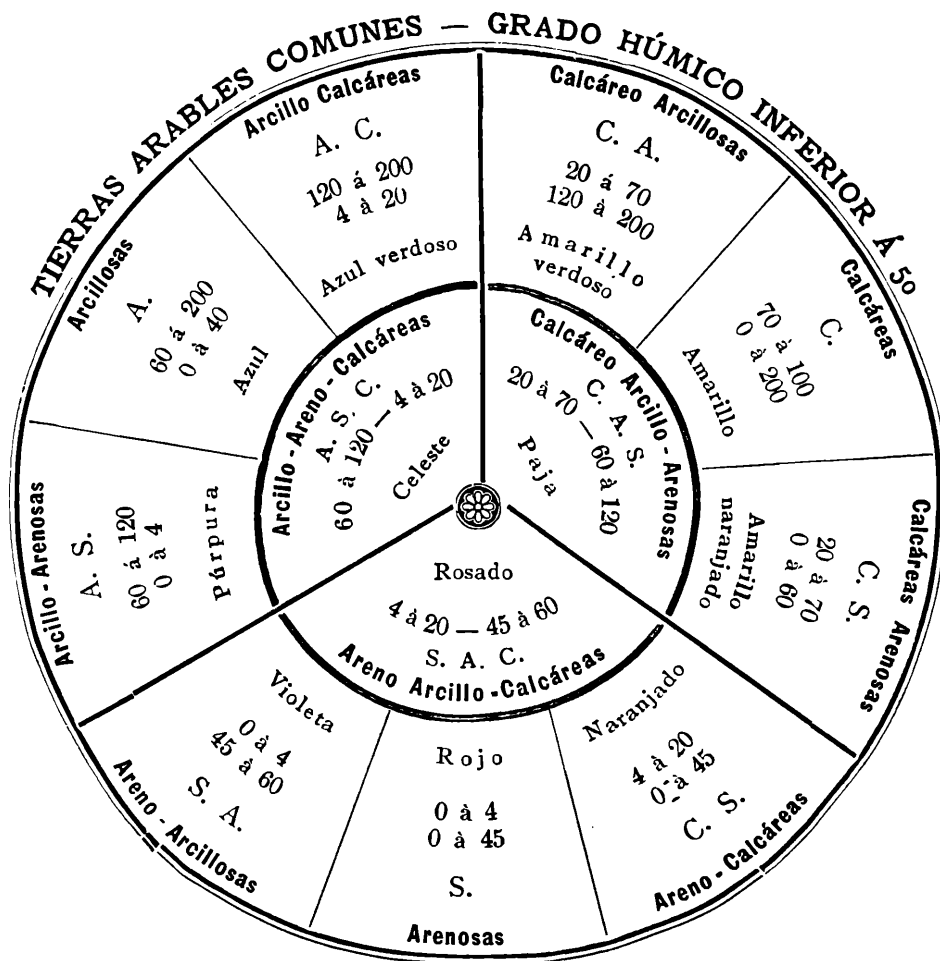 TIERRAS ARABLES COMUNES — GRADO HÚMICO INFERIOR Á 5º
Arcillo Calcáreas
A. C.
120 á 200
4 à 20
Azul verdoso
Calcáreo Arcillosas
C. A.
20 á 70
120 à 200
Amarillo
verdoso
Calcáreas
C.
70 à 100
0 à 200
Amarillo
Calcáreas Arenosas
C. S.
20 à 70
0 à 60
Amarillo
naranjado
Areno-Calcáreas
C. S.
0 à 45
4 à 20
Naranjado
Arenosas
S.
0 à 45
0 à 4
Rojo
Areno-Arcillosas
S. A.
45 à 60
0 à 4
Violeta
Arcillo-Arenosas
A. S.
60 á 120
0 à 4
Púrpura
Arcillosas
A.
60 á 200
0 à 40
Azul
Arcillo-Areno-Calcáreas
A. S. C.
60 à 120 — 4 à 20
Celeste
Calcáreo Arcillo-Arenosas
C. A. S.
20 à 70 — 60 à 120
Paja
Rosado
4 à 20 — 45 à 60
S. A. C.
Areno Arcillo-Calcáreas